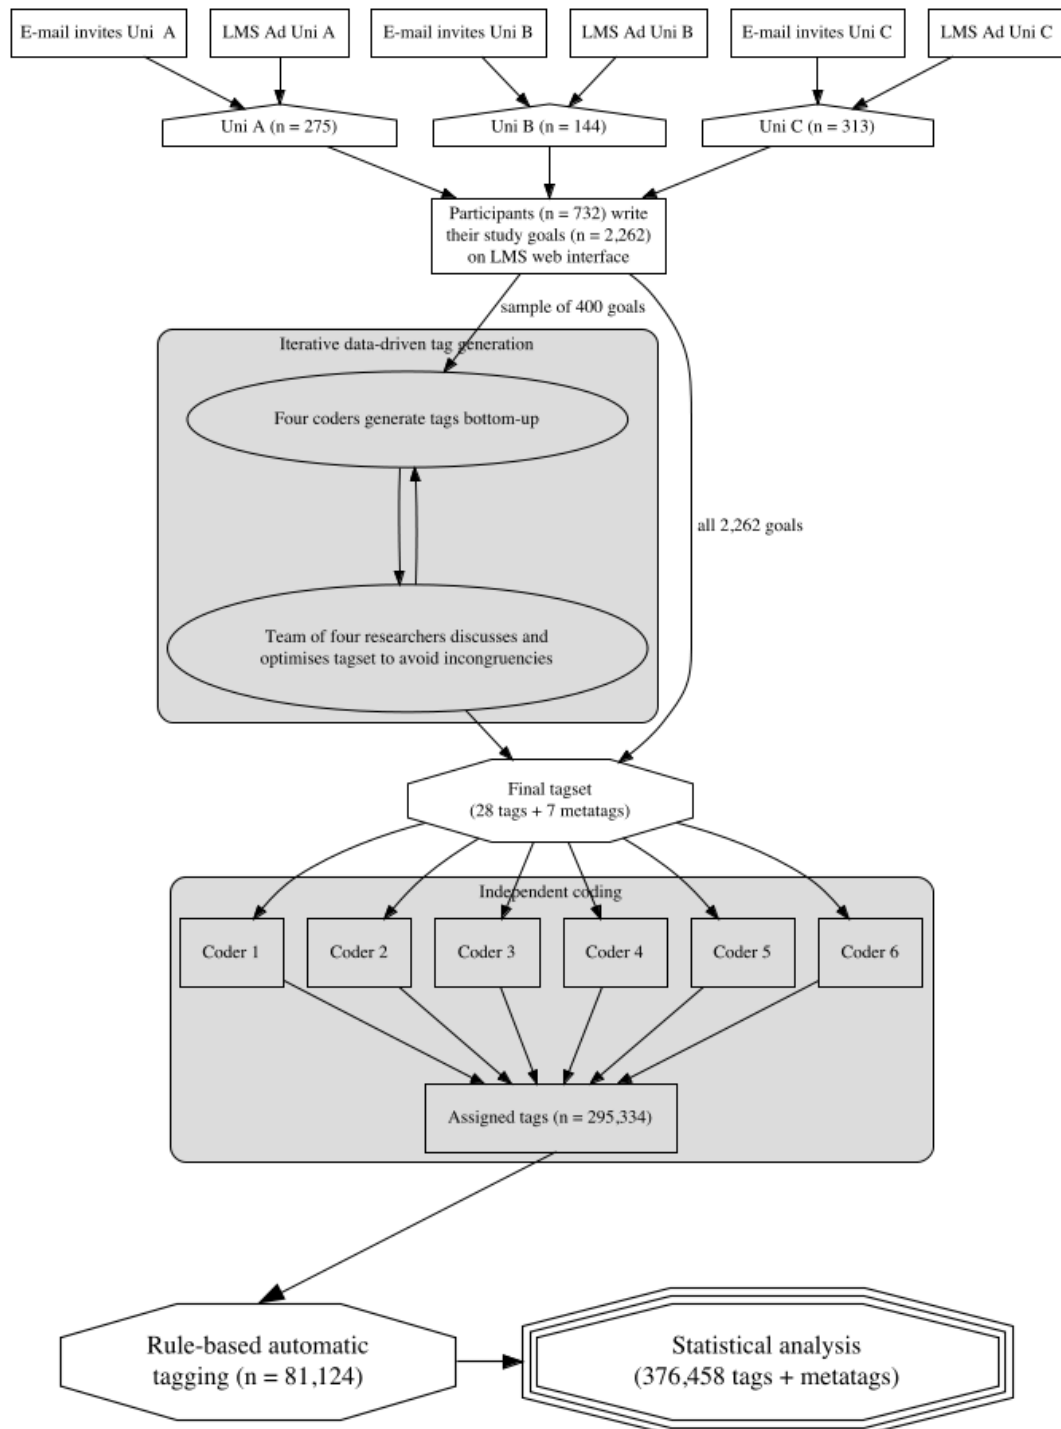 E-mail invites Uni  A
LMS Ad Uni A
E-mail invites Uni B
LMS Ad Uni B
E-mail invites Uni C
LMS Ad Uni C
Uni A (n = 275)
Uni B (n = 144)
Uni C (n = 313)
Participants (n = 732) write
their study goals (n = 2,262)
on LMS web interface
sample of 400 goals
Iterative data-driven tag generation
Four coders generate tags bottom-up
all 2,262 goals
Team of four researchers discusses and
optimises tagset to avoid incongruencies
Final tagset
(28 tags + 7 metatags)
Independent coding
Coder 1
Coder 2
Coder 3
Coder 4
Coder 5
Coder 6
Assigned tags (n = 295,334)
Rule-based automatic
tagging (n = 81,124)
Statistical analysis
(376,458 tags + metatags)